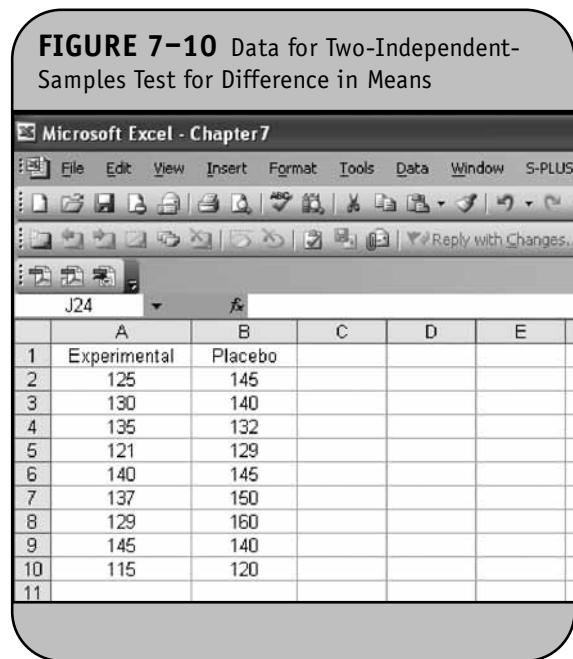 FIGURE 7–10 Data for Two-Independent-
Samples Test for Difference in Means
Microsoft Excel - Chapter7
File Edit View Insert Format Tools Data Window S-PLUS
ABC
Reply with Changes...
J24 fx
A B C D E
1 Experimental Placebo
2 125 145
3 130 140
4 135 132
5 121 129
6 140 145
7 137 150
8 129 160
9 145 140
10 115 120
11